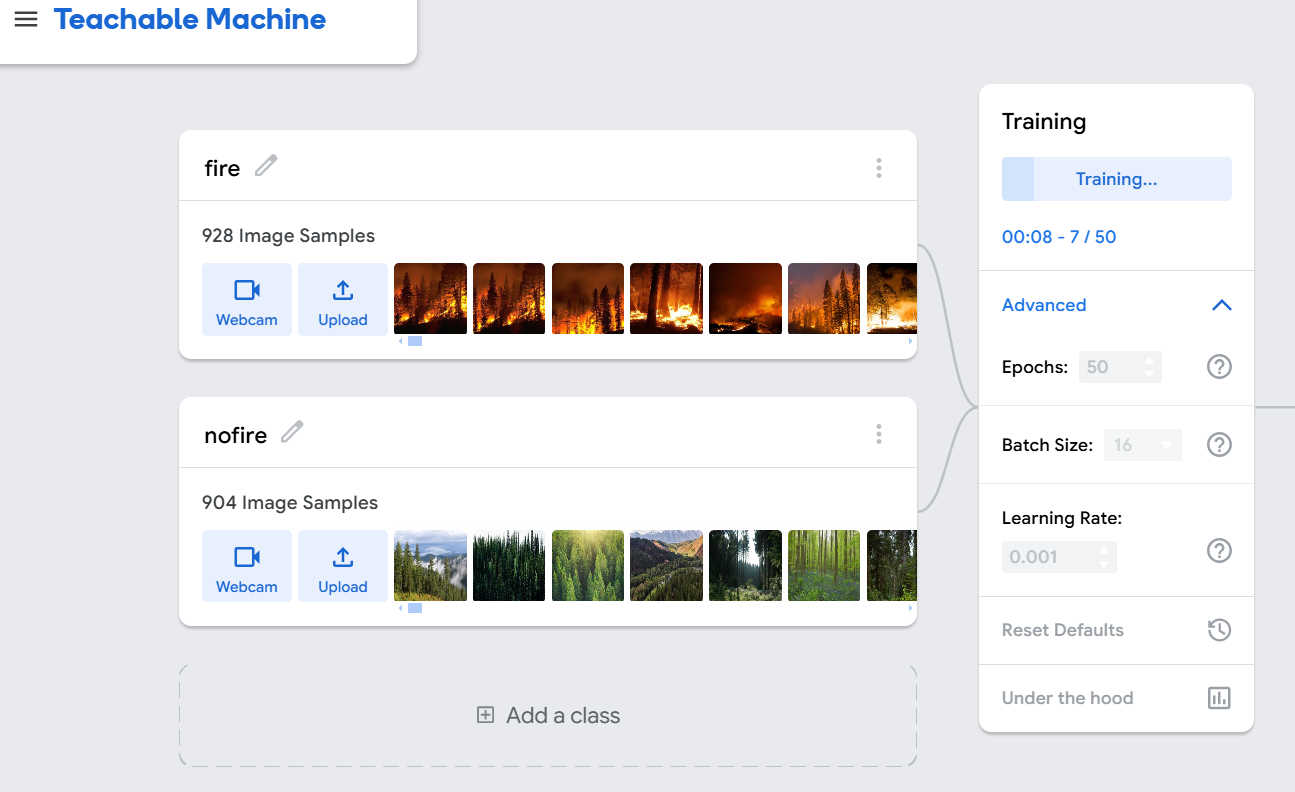 Teachable Machine
fire
928 Image Samples
Webcam
Upload
nofire
904 Image Samples
Webcam
Upload
Add a class
Training
Training...
00:08 - 7 / 50
Advanced
Epochs: 50
Batch Size: 16
Learning Rate:
0.001
Reset Defaults
Under the hood